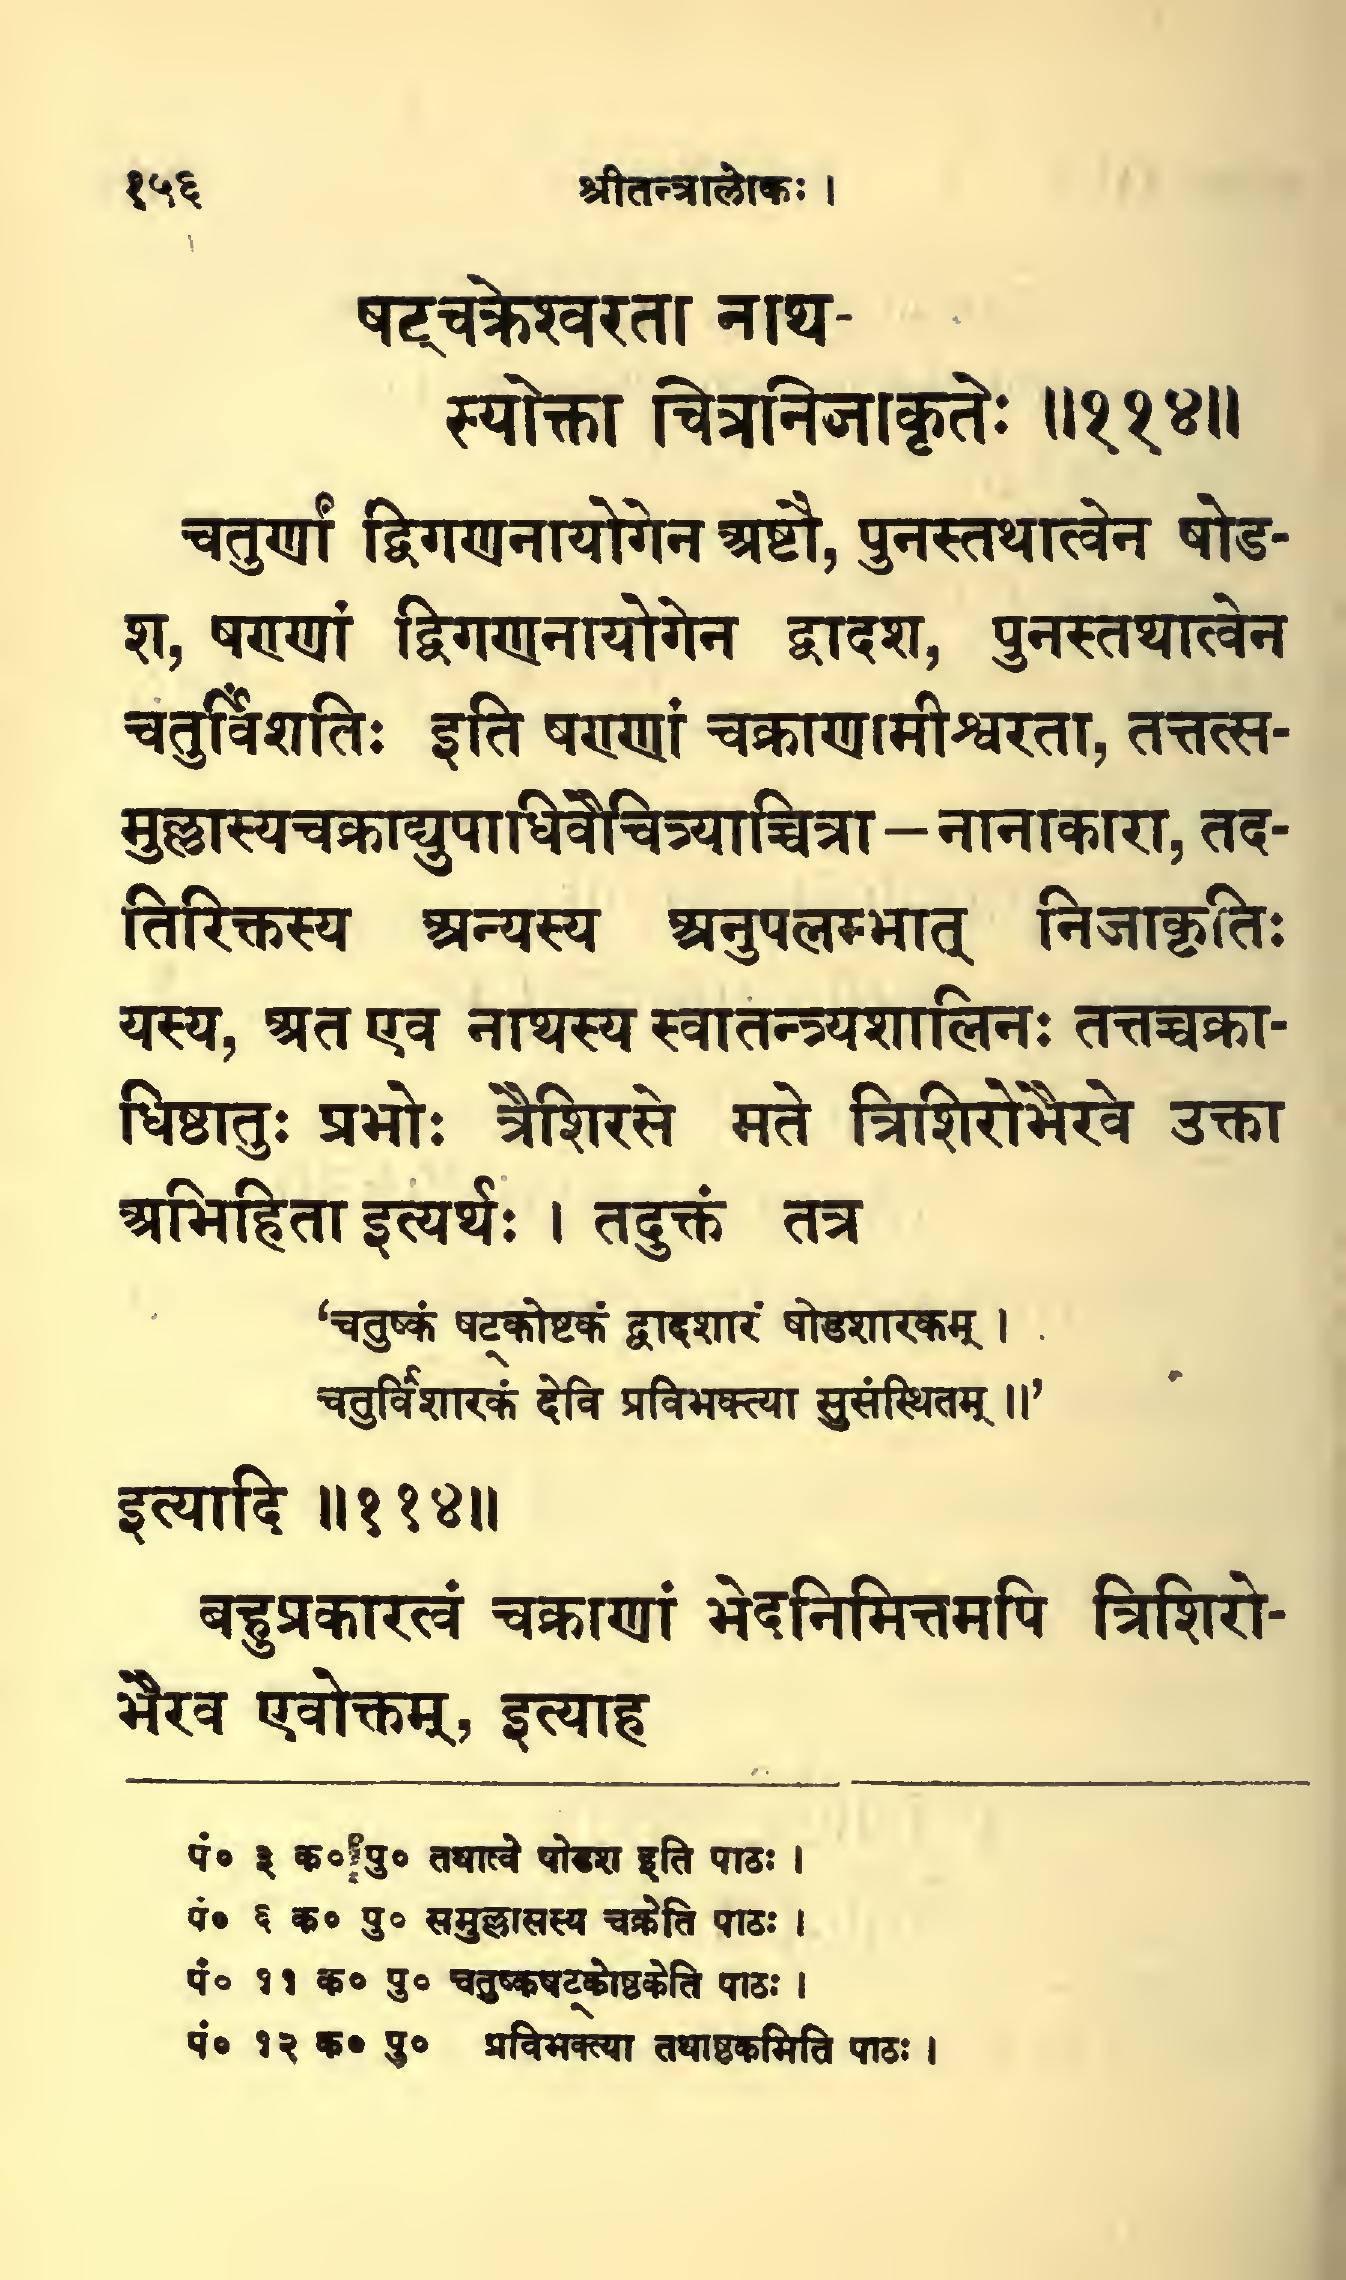 १५६ श्रीतन्त्रालोकः ।
षट्चक्रेश्वरता नाथ-
स्योक्ता चित्रनिजाकृतेः ॥११४॥
चतुर्णां द्विगणनायोगेन अष्टौ, पुनस्तथात्वेन षोड-
श, षण्णां द्विगणनायोगेन द्वादश, पुनस्तथात्वेन
चतुर्विंशतिः इति षण्णां चक्राणामीश्वरता, तत्तत्स-
मुल्लास्यचक्राद्युपाधिवैचित्र्याच्चित्रा — नानाकारा, तद-
तिरिक्तस्य अन्यस्य अनुपलम्भात् निजाकृतिः
यस्य, अत एव नाथस्य स्वातन्त्र्यशालिनः तत्तच्चक्रा-
धिष्ठातुः प्रभोः त्रैशिरसे मते त्रिशिरोभैरवे उक्ता
अभिहिता इत्यर्थः । तदुक्तं तत्र
‘चतुष्कं षट्कोष्टकं द्वादशारं षोडशारकम् ।
चतुर्विंशारकं देवि प्रविभक्त्या सुसंस्थितम् ॥’
इत्यादि ॥११४॥
बहुप्रकारत्वं चक्राणां भेदनिमित्तमपि त्रिशिरो-
भैरव एवोक्तम्, इत्याह
पं० ३ क० पु० तथात्वे षोडश इति पाठः ।
पं० ६ क० पु० समुल्लासस्य चक्रेति पाठः ।
पं० ११ क० पु० चतुष्कषट्कोष्ठकेति पाठः ।
पं० १२ क० पु० प्रविभक्त्या तथाष्ठकमिति पाठः ।